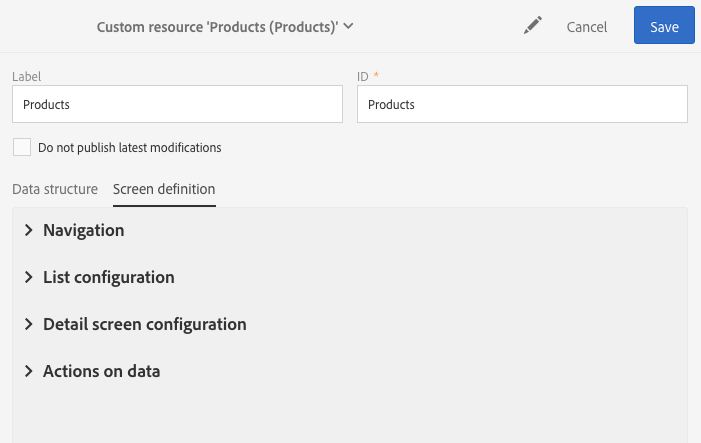 Custom resource 'Products (Products)'
Cancel
Save
Label
ID *
Products
Products
Do not publish latest modifications
Data structure
Screen definition
Navigation
List configuration
Detail screen configuration
Actions on data